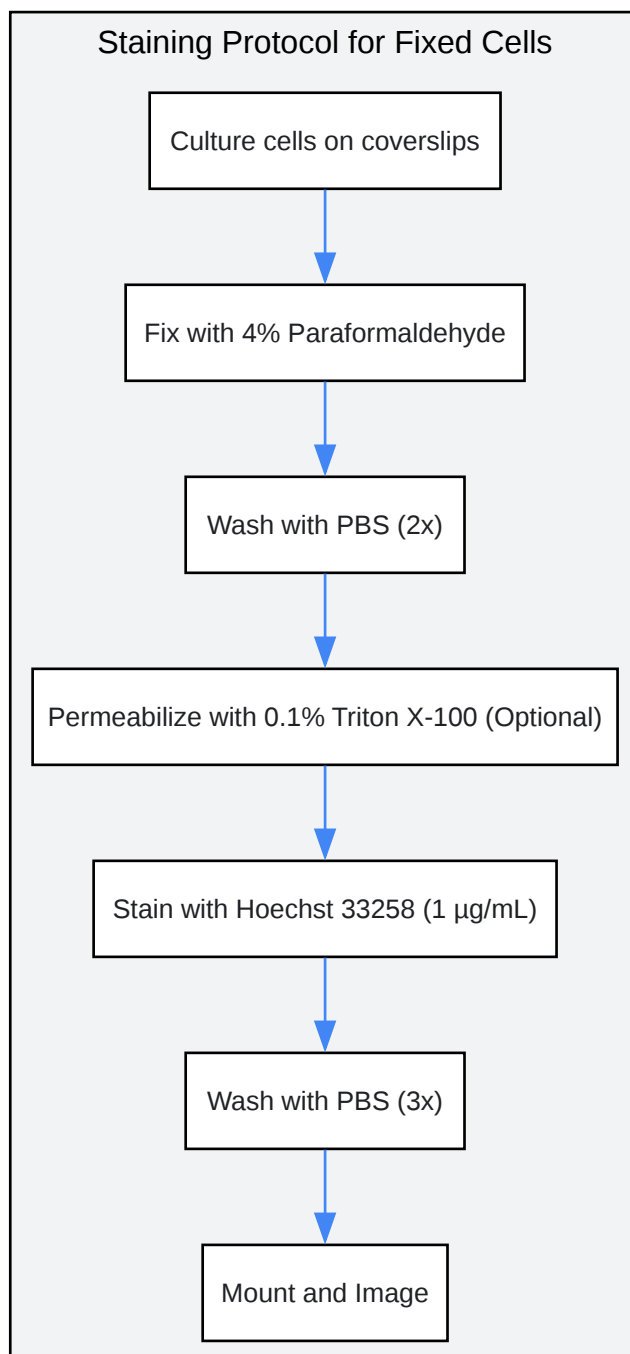 Staining Protocol for Fixed Cells
Culture cells on coverslips
Fix with 4% Paraformaldehyde
Wash with PBS (2x)
Permeabilize with 0.1% Triton X-100 (Optional)
Stain with Hoechst 33258 (1 µg/mL)
Wash with PBS (3x)
Mount and Image